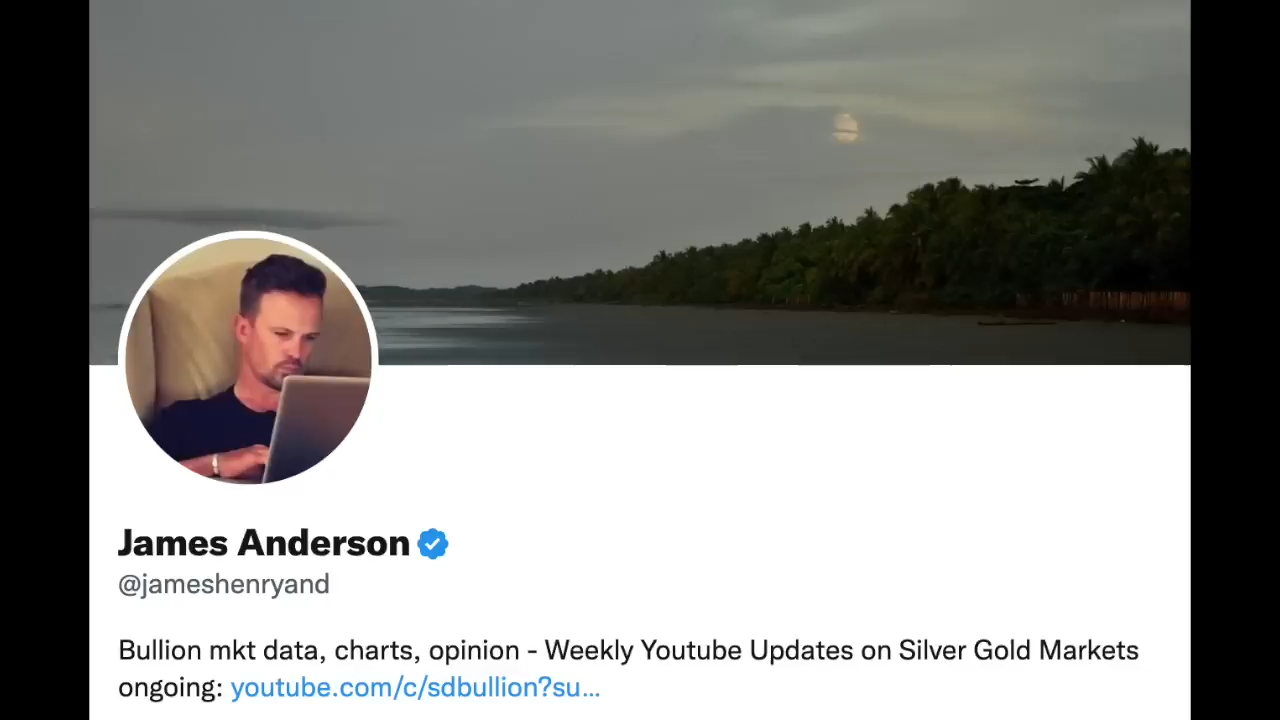 James Anderson
@jameshenryand
Bullion mkt data, charts, opinion - Weekly Youtube Updates on Silver Gold Markets
ongoing: youtube.com/c/sdbullion?su...